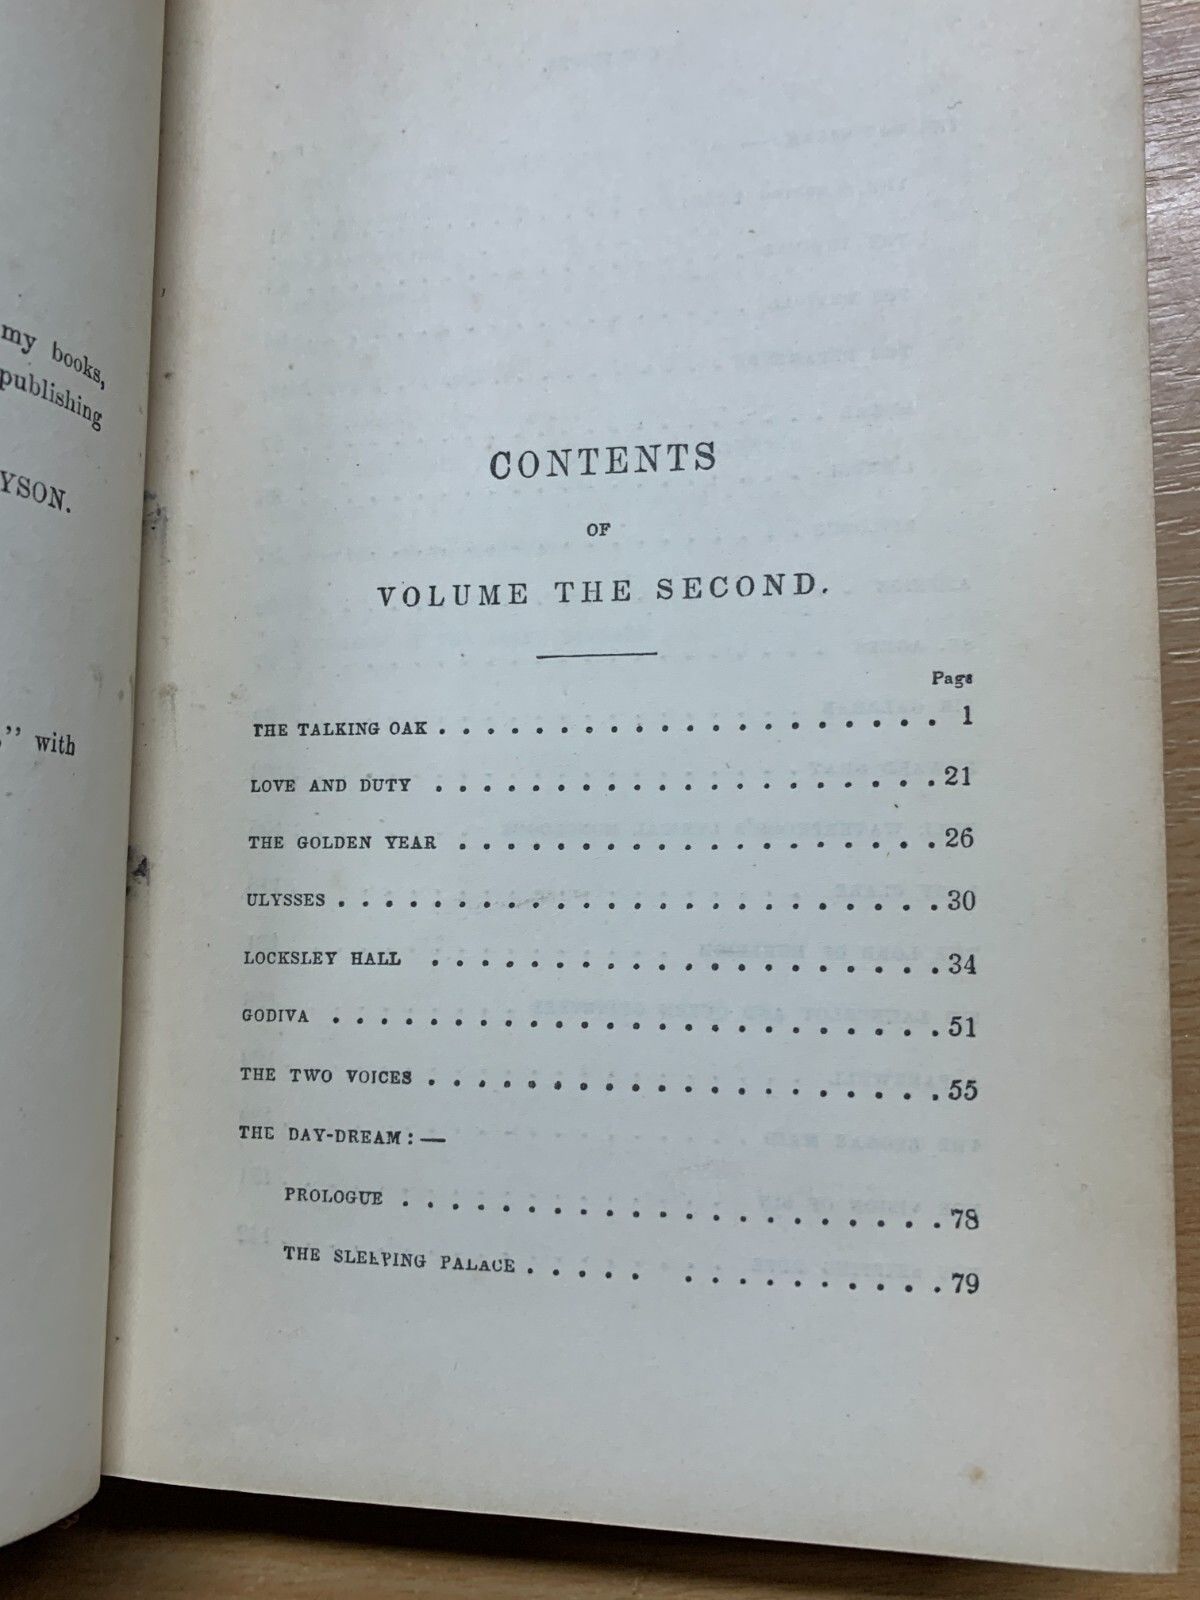 my books,
publishing
YSON.
," with
CONTENTS
OF
VOLUME THE SECOND.
Page
THE TALKING OAK . . . . . . . . . . . . . . . . . . . . . 1
LOVE AND DUTY . . . . . . . . . . . . . . . . . . . . . 21
THE GOLDEN YEAR . . . . . . . . . . . . . . . . . . . . 26
ULYSSES . . . . . . . . . . . . . . . . . . . . . . . . . 30
LOCKSLEY HALL . . . . . . . . . . . . . . . . . . . . . 34
GODIVA . . . . . . . . . . . . . . . . . . . . . . . . . 51
THE TWO VOICES . . . . . . . . . . . . . . . . . . . . . 55
THE DAY-DREAM:—
PROLOGUE . . . . . . . . . . . . . . . . . . . . . . 78
THE SLEEPING PALACE . . . . . . . . . . . . . . . . 79